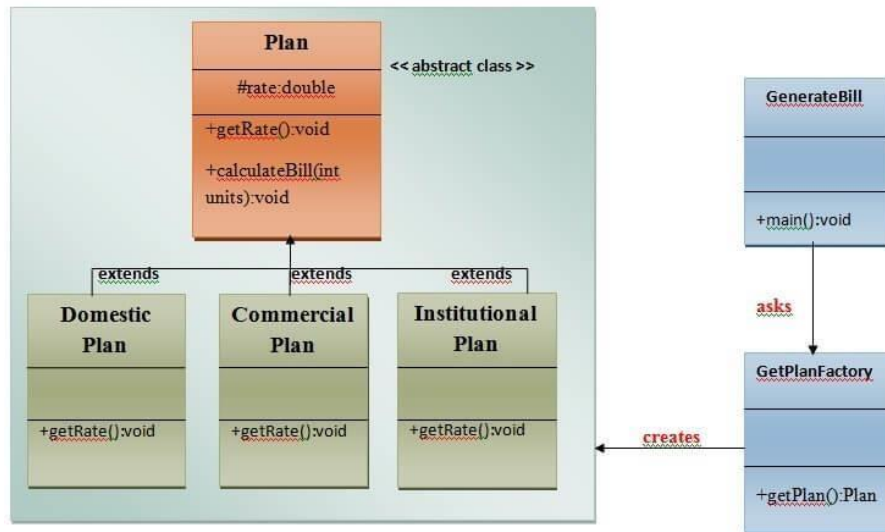 Plan
<< abstract class >>
#rate:double
+getRate():void
+calculateBill(int
units):void
extends
extends
extends
Domestic
Plan
+getRate():void
Commercial
Plan
+getRate():void
Institutional
Plan
+getRate():void
GenerateBill
+main():void
asks
GetPlanFactory
+getPlan():Plan
creates